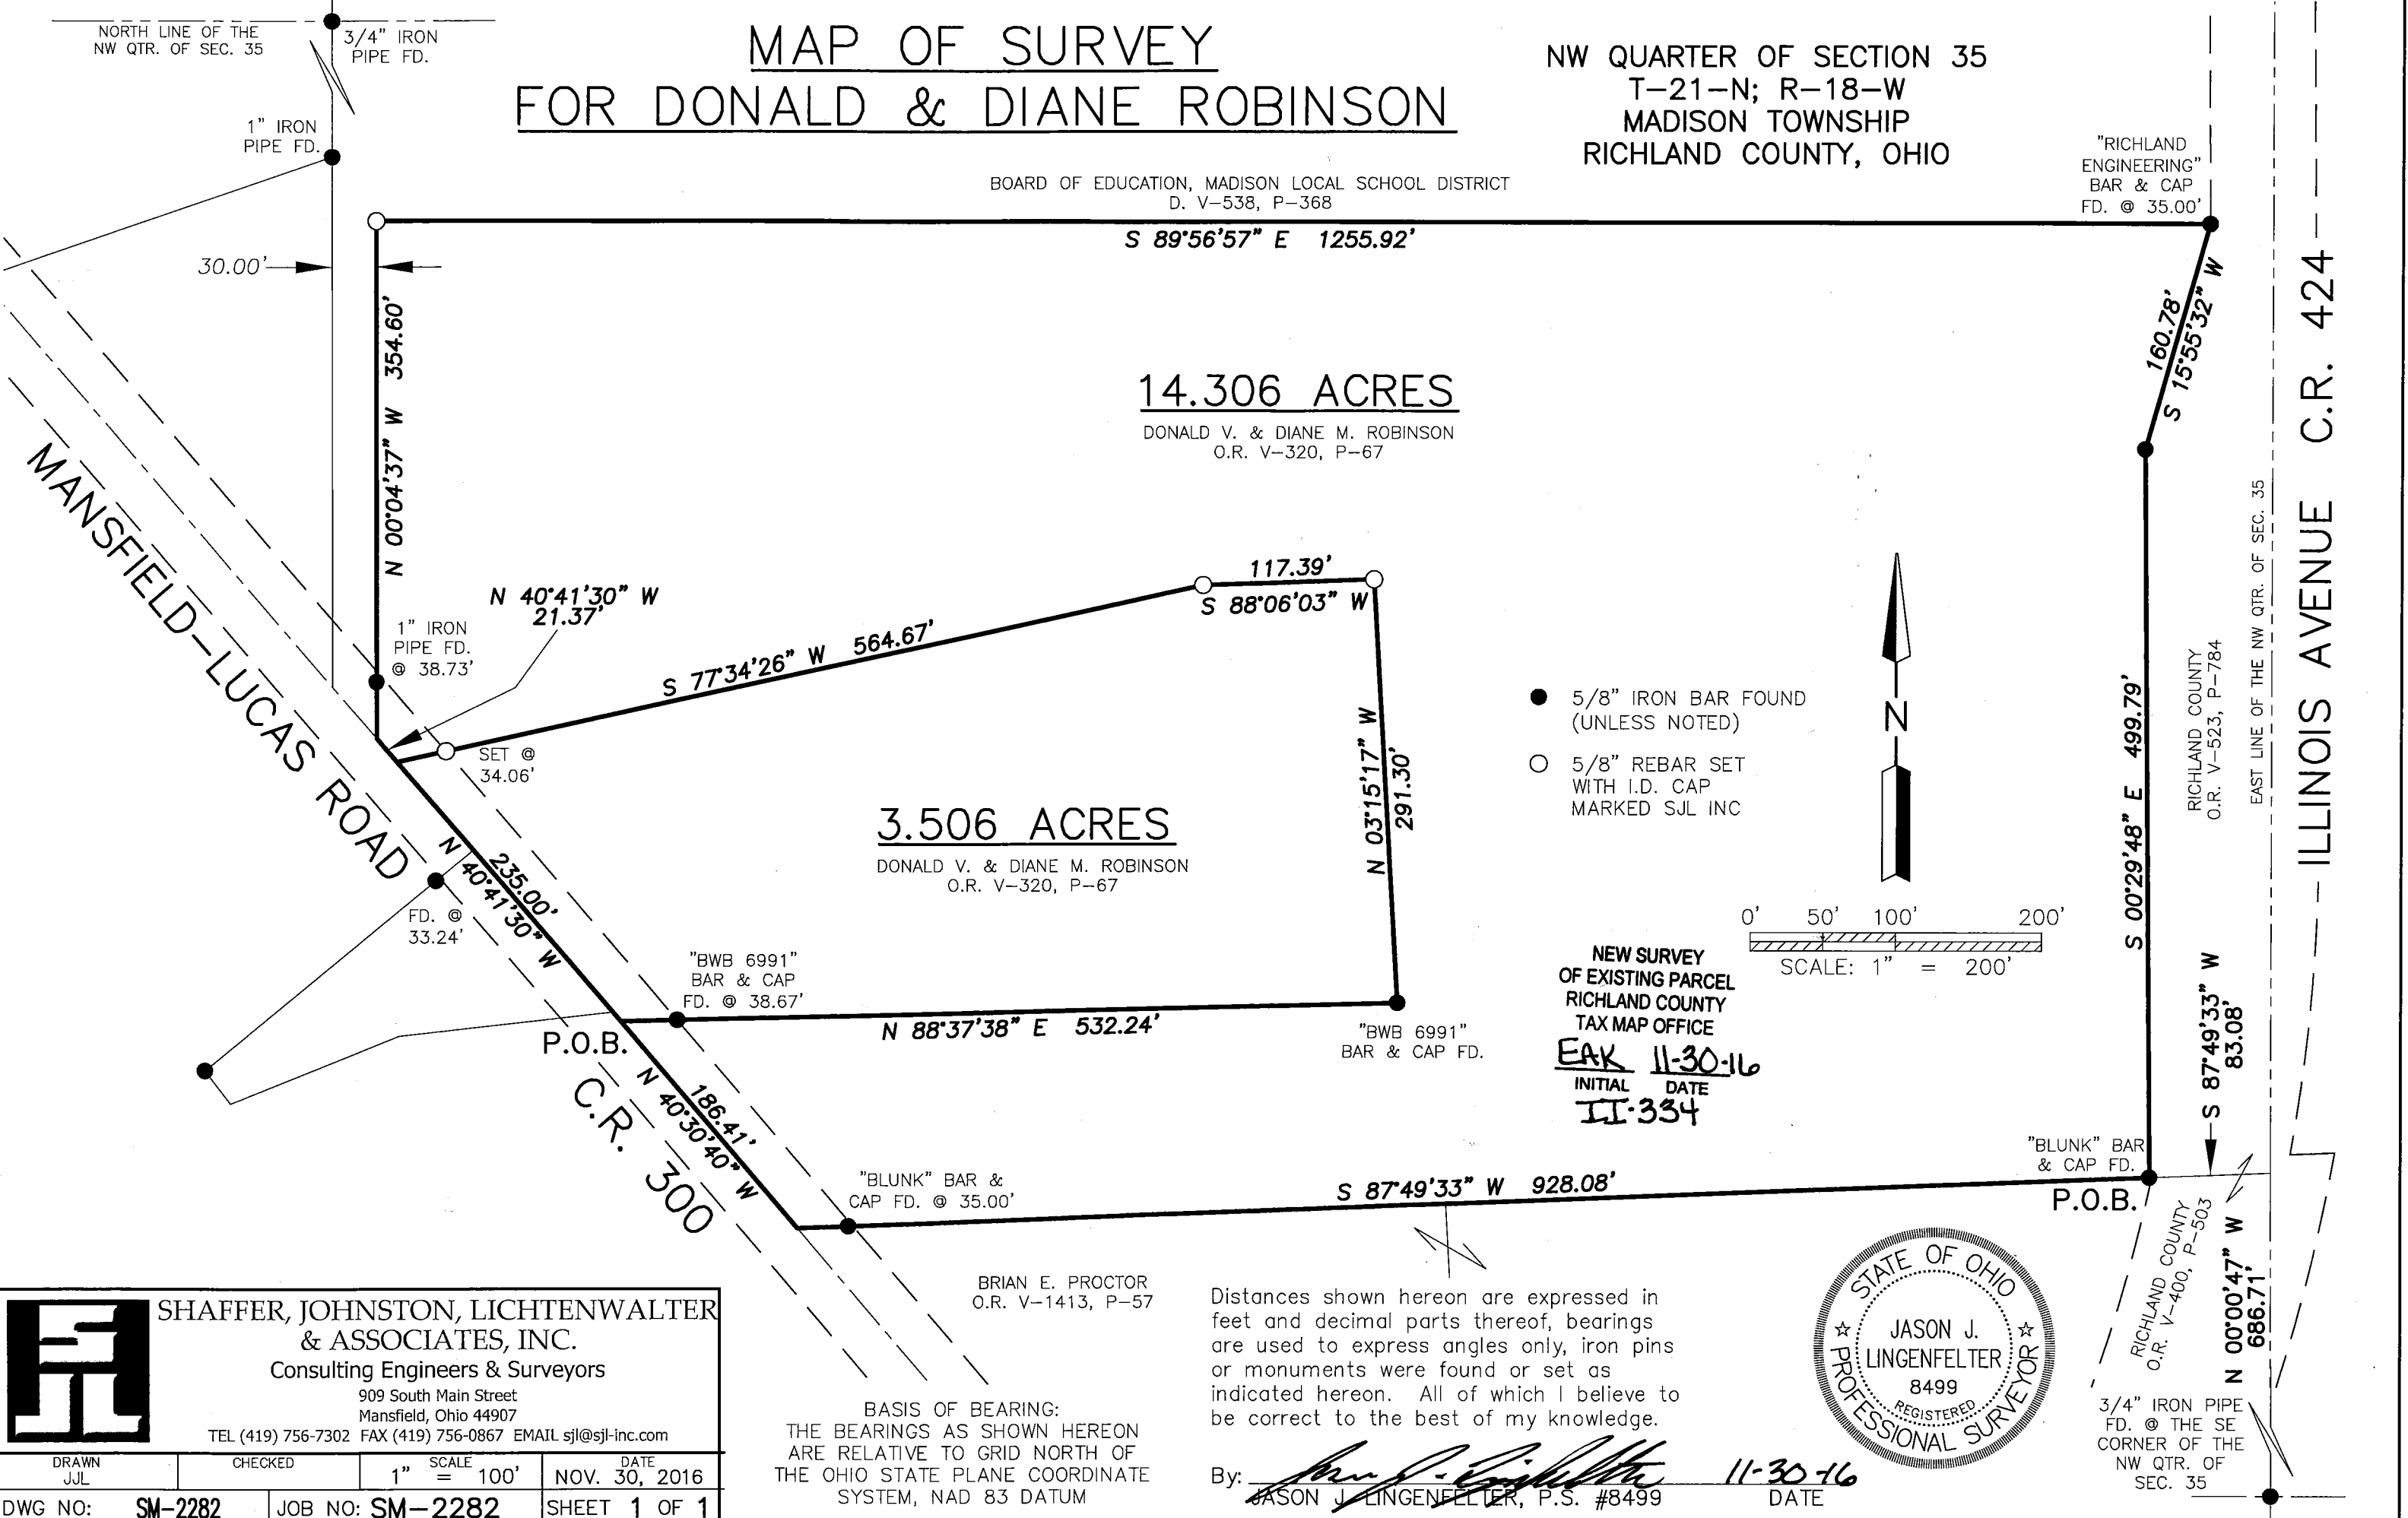 NORTH LINE OF THE
NW QTR. OF SEC. 35
3/4" IRON
PIPE FD.
MAP OF SURVEY
FOR DONALD & DIANE ROBINSON
NW QUARTER OF SECTION 35
T-21-N; R-18-W
MADISON TOWNSHIP
RICHLAND COUNTY, OHIO
1" IRON
PIPE FD.
"RICHLAND
ENGINEERING"
BAR & CAP
FD. @ 35.00'
BOARD OF EDUCATION, MADISON LOCAL SCHOOL DISTRICT
D. V-538, P-368
S 89°56'57" E 1255.92'
30.00'
N 00°04'37" W 354.60'
160.78'
S 15°55'32" W
14.306 ACRES
DONALD V. & DIANE M. ROBINSON
O.R. V-320, P-67
MANSFIELD-LUCAS ROAD
C.R. 300
ILLINOIS AVENUE C.R. 424
N 40°41'30" W
21.37'
1" IRON
PIPE FD.
@ 38.73'
S 77°34'26" W 564.67'
117.39'
S 88°06'03" W
SET @
34.06'
N 03°15'17" W
291.30'
3.506 ACRES
DONALD V. & DIANE M. ROBINSON
O.R. V-320, P-67
5/8" IRON BAR FOUND
(UNLESS NOTED)
5/8" REBAR SET
WITH I.D. CAP
MARKED SJL INC
N
S 00°29'48" E 499.79'
RICHLAND COUNTY
O.R. V-523, P-784
EAST LINE OF THE NW QTR. OF SEC. 35
235.00'
N 40°41'30" W
FD. @
33.24'
"BWB 6991"
BAR & CAP
FD. @ 38.67'
N 88°37'38" E 532.24'
"BWB 6991"
BAR & CAP FD.
P.O.B.
0' 50' 100' 200'
SCALE: 1" = 200'
NEW SURVEY
OF EXISTING PARCEL
RICHLAND COUNTY
TAX MAP OFFICE
EAK 11-30-16
INITIAL DATE
II-334
S 87°49'33" W
83.08'
186.41'
N 40°30'40" W
"BLUNK" BAR &
CAP FD. @ 35.00'
S 87°49'33" W 928.08'
"BLUNK" BAR
& CAP FD.
P.O.B.
RICHLAND COUNTY
O.R. V-400, P-503
N 00°00'47" W
686.71'
BRIAN E. PROCTOR
O.R. V-1413, P-57
3/4" IRON PIPE
FD. @ THE SE
CORNER OF THE
NW QTR. OF
SEC. 35
SHAFFER, JOHNSTON, LICHTENWALTER
& ASSOCIATES, INC.
Consulting Engineers & Surveyors
909 South Main Street
Mansfield, Ohio 44907
TEL (419) 756-7302 FAX (419) 756-0867 EMAIL sjl@sjl-inc.com
DRAWN
JJL
CHECKED
SCALE
1" = 100'
DATE
NOV. 30, 2016
DWG NO: SM-2282
JOB NO: SM-2282
SHEET 1 OF 1
BASIS OF BEARING:
THE BEARINGS AS SHOWN HEREON
ARE RELATIVE TO GRID NORTH OF
THE OHIO STATE PLANE COORDINATE
SYSTEM, NAD 83 DATUM
Distances shown hereon are expressed in
feet and decimal parts thereof, bearings
are used to express angles only, iron pins
or monuments were found or set as
indicated hereon. All of which I believe to
be correct to the best of my knowledge.
By: Jason J. Lingenfelter 11-30-16
JASON J. LINGENFELTER, P.S. #8499 DATE
STATE OF OHIO
JASON J.
LINGENFELTER
8499
REGISTERED
PROFESSIONAL SURVEYOR